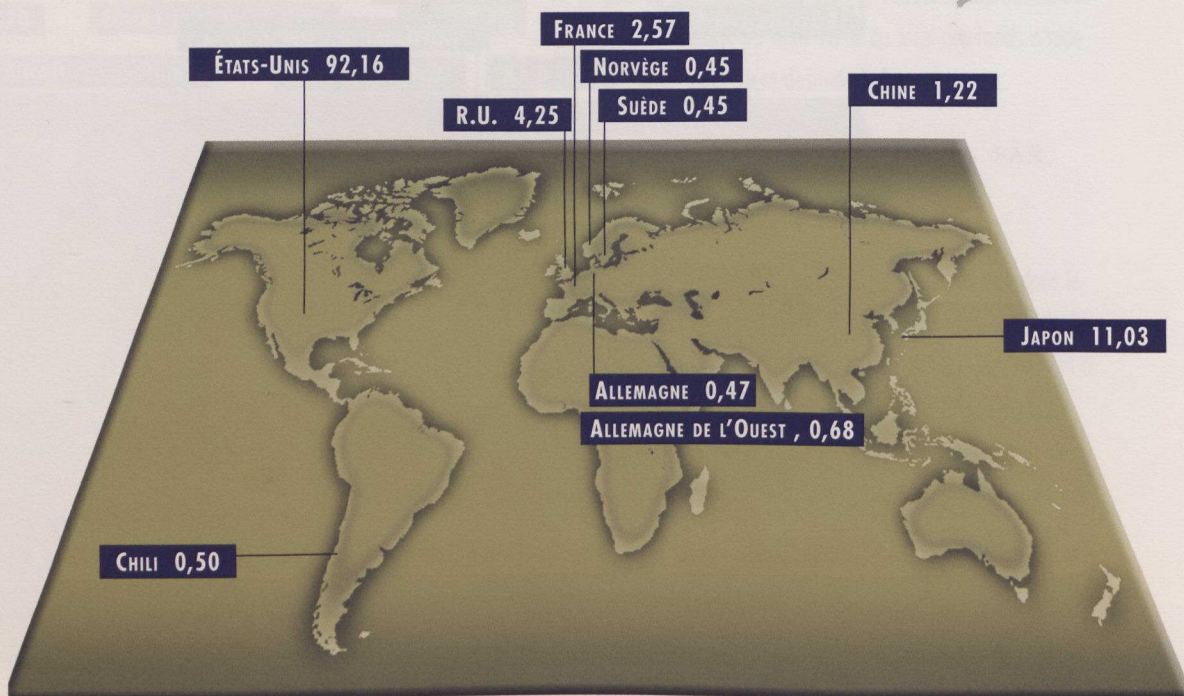 FRANCE 2,57
ÉTATS-UNIS 92,16
NORVÈGE 0,45
CHINE 1,22
SUÈDE 0,45
R.U. 4,25
JAPON 11,03
ALLEMAGNE 0,47
ALLEMAGNE DE L'OUEST , 0,68
CHILI 0,50